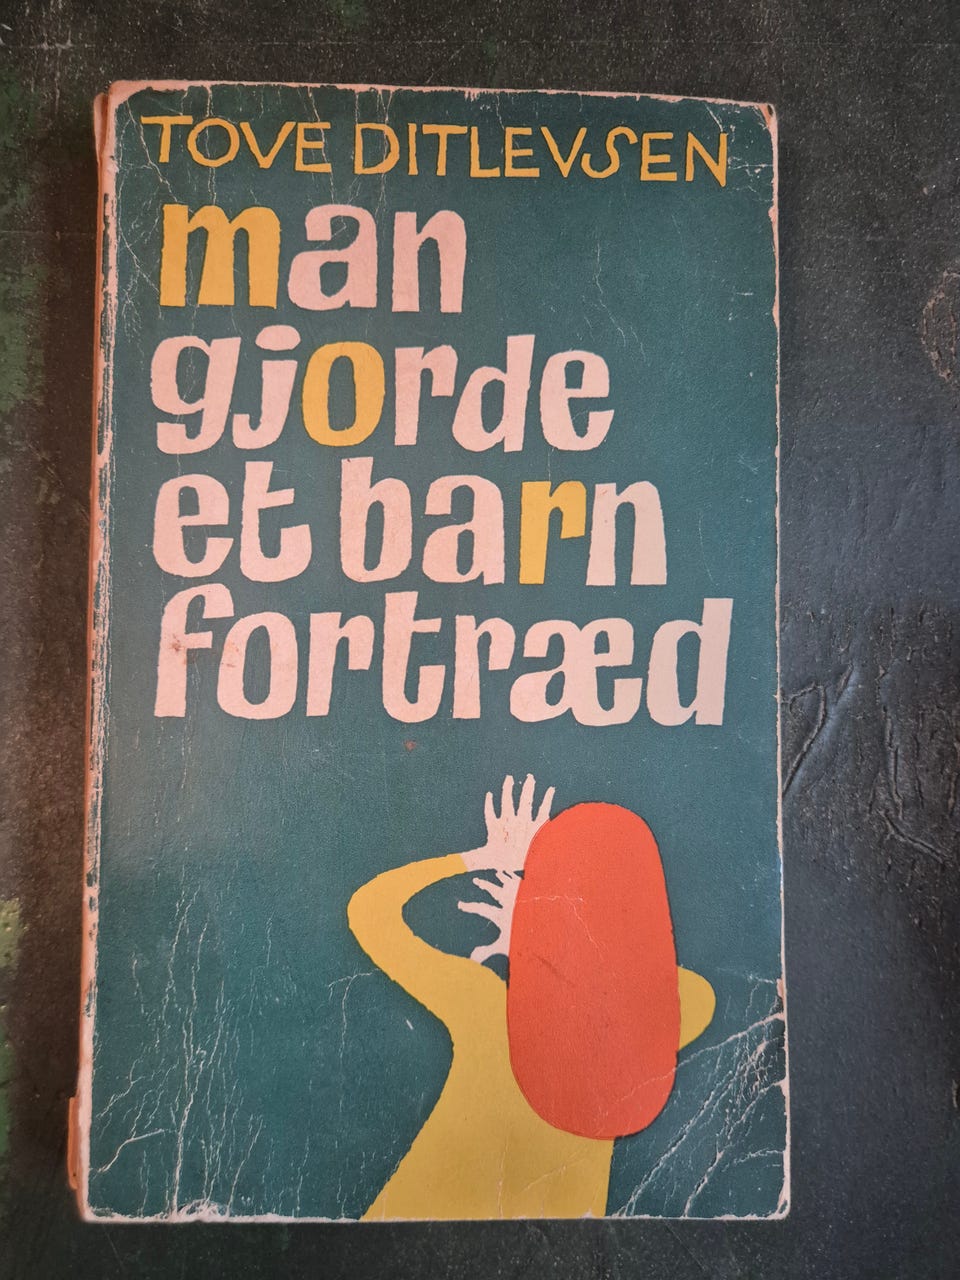 TOVE DITLEVSEN
man
gjorde
et barn
fortræd